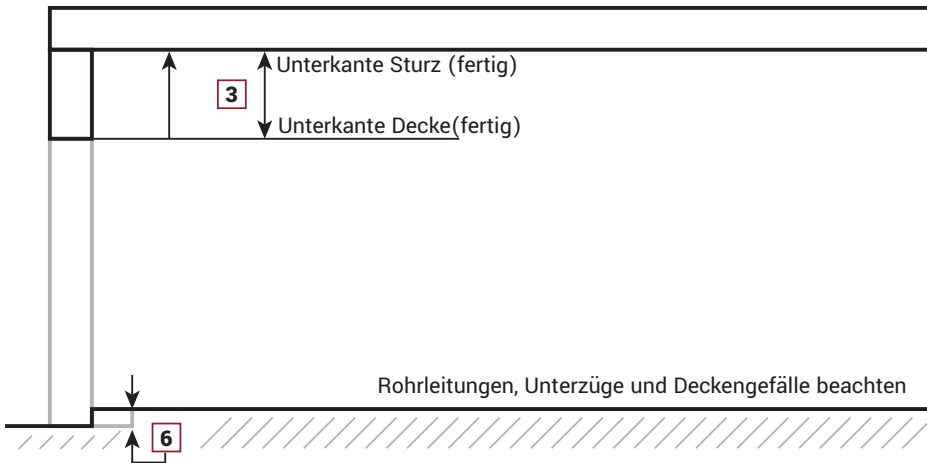 Unterkante Sturz (fertig)
3
Unterkante Decke(fertig)
Rohrleitungen, Unterzüge und Deckengefälle beachten
6